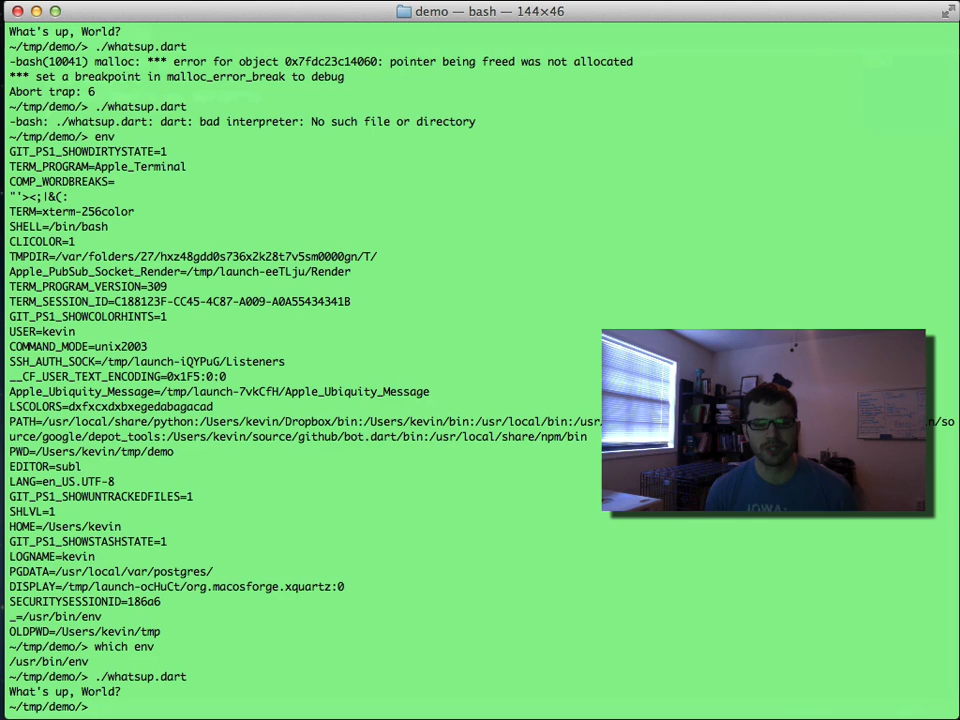 demo — bash — 144×46
What's up, World?
~/tmp/demo/> ./whatsup.dart
-bash(10041) malloc: *** error for object 0x7fdc23c14060: pointer being freed was not allocated
*** set a breakpoint in malloc_error_break to debug
Abort trap: 6
~/tmp/demo/> ./whatsup.dart
-bash: ./whatsup.dart: dart: bad interpreter: No such file or directory
~/tmp/demo/> env
GIT_PS1_SHOWDIRTYSTATE=1
TERM_PROGRAM=Apple_Terminal
COMP_WORDBREAKS=
"'><;|&(:
TERM=xterm-256color
SHELL=/bin/bash
CLICOLOR=1
TMPDIR=/var/folders/27/hxz48gdd0s736x2k28t7v5sm0000gn/T/
Apple_PubSub_Socket_Render=/tmp/launch-eeTLju/Render
TERM_PROGRAM_VERSION=309
TERM_SESSION_ID=C188123F-CC45-4C87-A009-A0A55434341B
GIT_PS1_SHOWCOLORHINTS=1
USER=kevin
COMMAND_MODE=unix2003
SSH_AUTH_SOCK=/tmp/launch-iQYPuG/Listeners
__CF_USER_TEXT_ENCODING=0x1F5:0:0
Apple_Ubiquity_Message=/tmp/launch-7vkCfH/Apple_Ubiquity_Message
LSCOLORS=dxfxcxdxbxegedabagacad
PATH=/usr/local/share/python:/Users/kevin/Dropbox/bin:/Users/kevin/bin:/usr/local/bin:/usr/ n/so
urce/google/depot_tools:/Users/kevin/source/github/bot.dart/bin:/usr/local/share/npm/bin
PWD=/Users/kevin/tmp/demo
EDITOR=subl
LANG=en_US.UTF-8
GIT_PS1_SHOWUNTRACKEDFILES=1
SHLVL=1
HOME=/Users/kevin
GIT_PS1_SHOWSTASHSTATE=1
LOGNAME=kevin
PGDATA=/usr/local/var/postgres/
DISPLAY=/tmp/launch-ocHuCt/org.macosforge.xquartz:0
SECURITYSESSIONID=186a6
_=/usr/bin/env
OLDPWD=/Users/kevin/tmp
~/tmp/demo/> which env
/usr/bin/env
~/tmp/demo/> ./whatsup.dart
What's up, World?
~/tmp/demo/>
IOWA